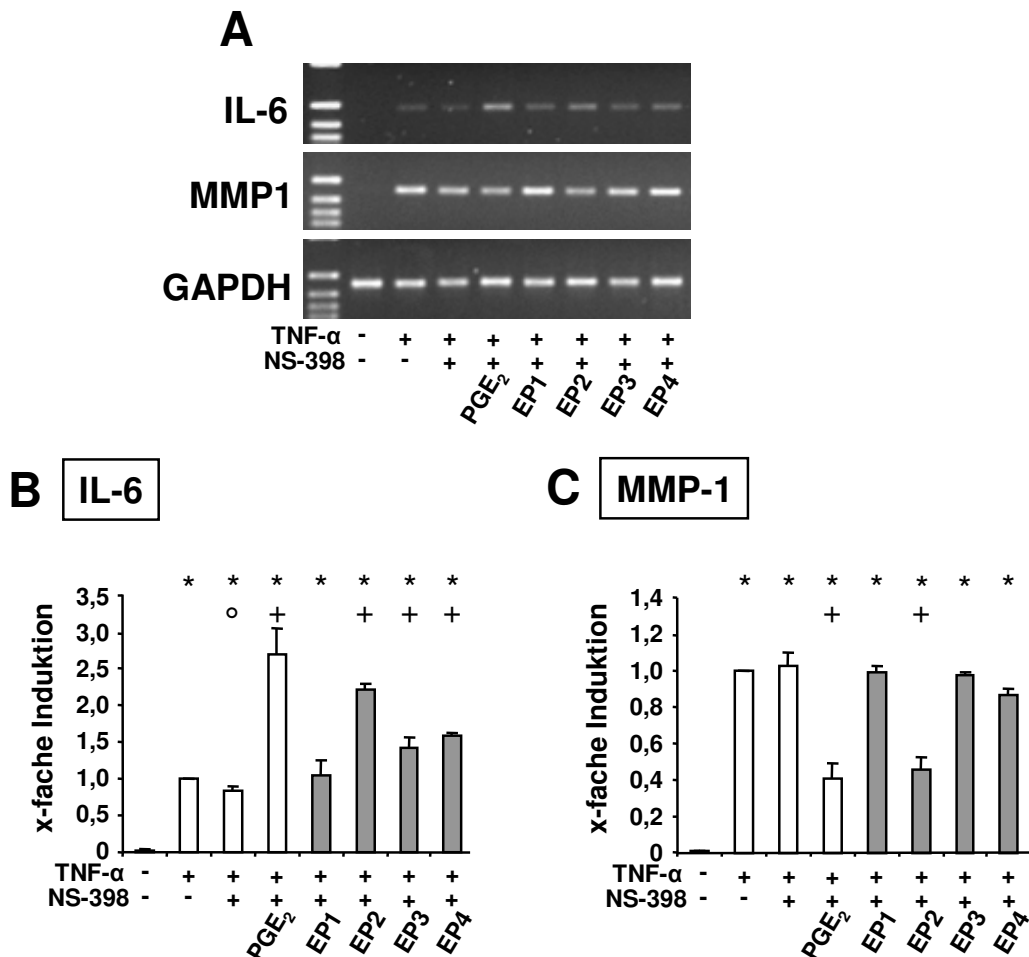 A
IL-6
MMP1
GAPDH
TNF-α - + + + + + + +
NS-398 - - + + + + + +
PGE₂ EP1 EP2 EP3 EP4
B IL-6
* * * * * * *
° + + + +
x-fache Induktion
3,5
3,0
2,5
2,0
1,5
1,0
0,5
0
TNF-α - + + + + + + +
NS-398 - - + + + + + +
PGE₂ EP1 EP2 EP3 EP4
C MMP-1
* * * * * * *
+ +
x-fache Induktion
1,4
1,2
1,0
0,8
0,6
0,4
0,2
0
TNF-α - + + + + + + +
NS-398 - - + + + + + +
PGE₂ EP1 EP2 EP3 EP4